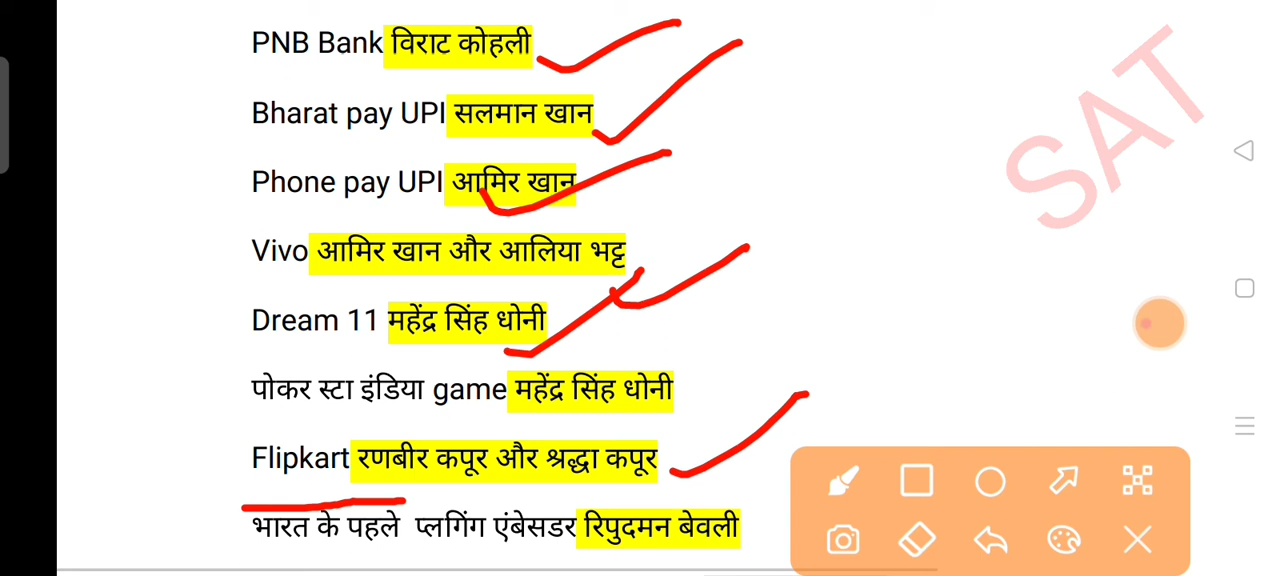 PNB Bank विराट कोहली
Bharat pay UPI सलमान खान
Phone pay UPI आमिर खान
Vivo आमिर खान और आलिया भट्ट
Dream 11 महेंद्र सिंह धोनी
पोकर स्टा इंडिया game महेंद्र सिंह धोनी
Flipkart रणबीर कपूर और श्रद्धा कपूर
भारत के पहले प्लगिंग एंबेसडर रिपुदमन बेवली
SAT